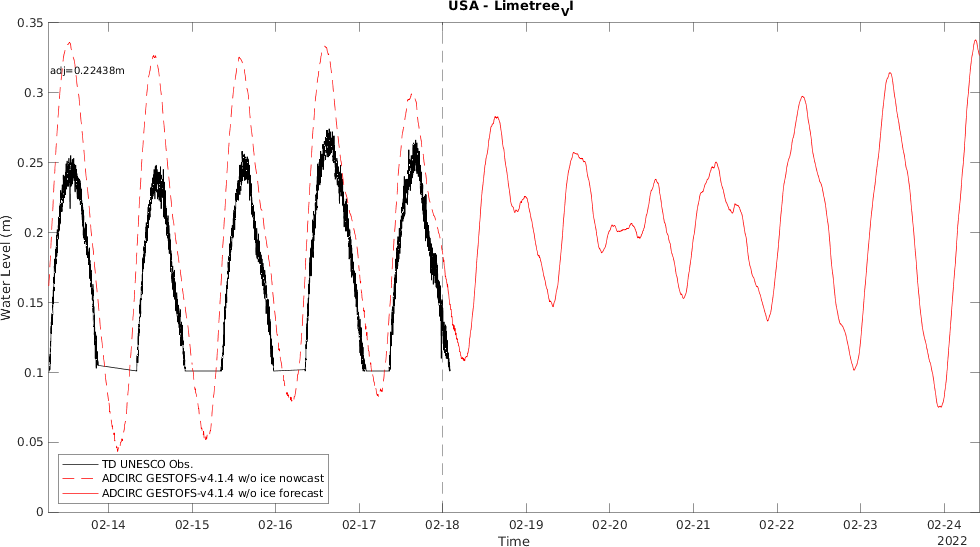 USA - LimetreeVI
0.35
adj=0.22438m
0.3
0.25
0.2
0.15
0.1
0.05
0
Water Level (m)
TD UNESCO Obs.
ADCIRC GESTOFS-v4.1.4 w/o ice nowcast
ADCIRC GESTOFS-v4.1.4 w/o ice forecast
02-14 02-15 02-16 02-17 02-18 02-19 02-20 02-21 02-22 02-23 02-24
Time
2022